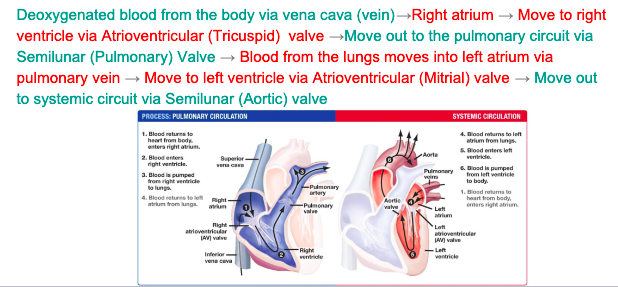 Deoxygenated blood from the body via vena cava (vein)→Right atrium → Move to right
ventricle via Atrioventricular (Tricuspid) valve →Move out to the pulmonary circuit via
Semilunar (Pulmonary) Valve → Blood from the lungs moves into left atrium via
pulmonary vein → Move to left ventricle via Atrioventricular (Mitrial) valve → Move out
to systemic circuit via Semilunar (Aortic) valve
PROCESS: PULMONARY CIRCULATION
1. Blood returns to
heart from body,
enters right atrium.
2. Blood enters
right ventricle.
3. Blood is pumped
from right ventricle
to lungs.
4. Blood returns to left
atrium from lungs.
Superior
vena cava
Right
atrium
Right
atrioventricular
(AV) valve
Inferior
vena cava
Pulmonary
artery
Pulmonary
valve
Right
ventricle
1
2
3
SYSTEMIC CIRCULATION
Aorta
Pulmonary
veins
Aortic
valve
Left
atrium
Left
atrioventricular
(AV) valve
Left
ventricle
4
5
6
4. Blood returns to left
atrium from lungs.
5. Blood enters left
ventricle.
6. Blood is pumped
from left ventricle
to body.
1. Blood returns to
heart from body,
enters right atrium.